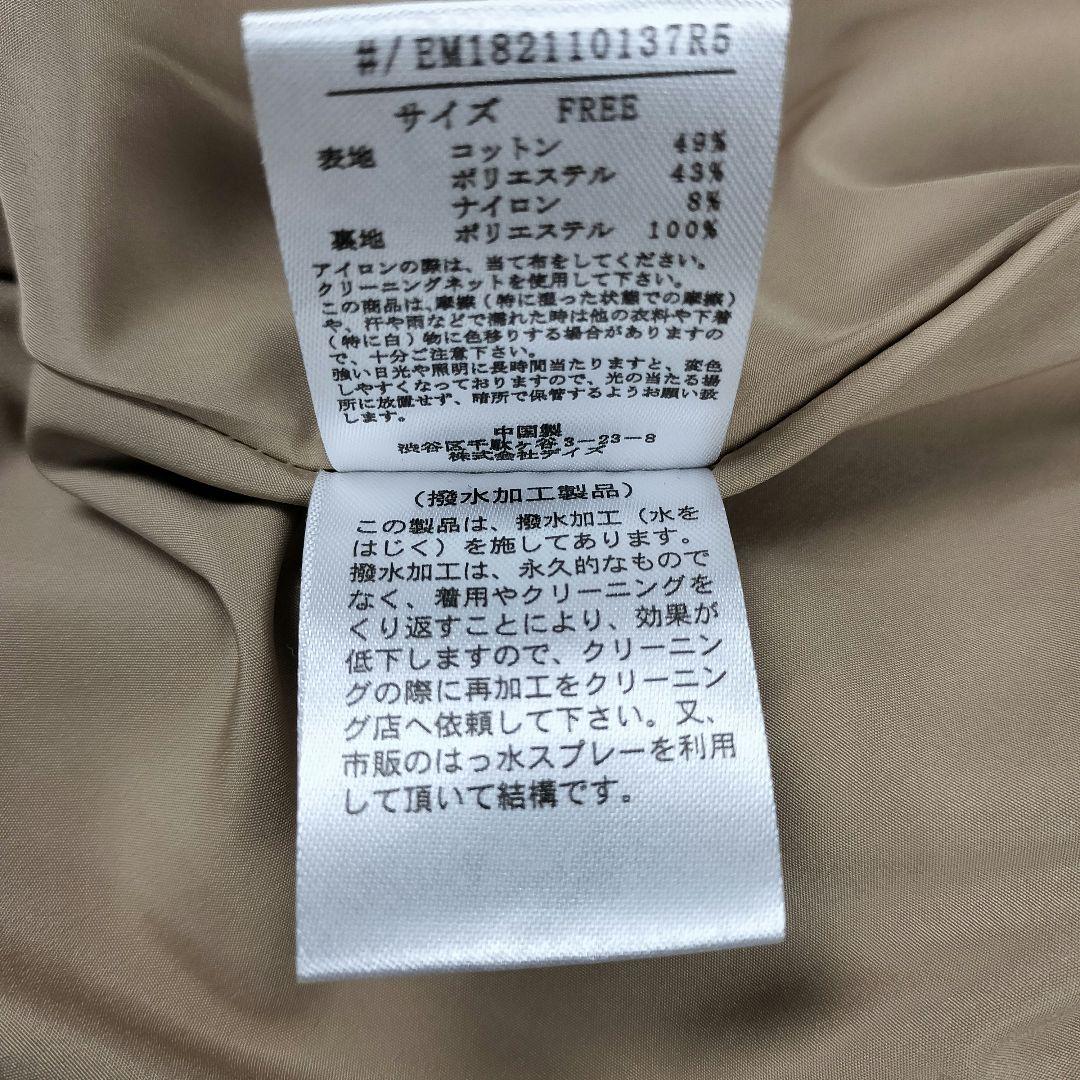 #/EM182110137R5
サイズ FREE
表地 コットン 49%
ポリエステル 43%
ナイロン 8%
裏地 ポリエステル 100%
アイロンの際は、当て布をしてください。
クリーニングネットを使用して下さい。
この商品は、摩擦(特に湿った状態での摩擦)
や、汗や雨などで濡れた時は他の衣料や下着
(特に白)物に色移りする場合がありますの
で、十分ご注意下さい。
強い日光や照明に長時間当たりますと、変色
しやすくなっておりますので、光の当たる場
所に放置せず、暗所で保管するようお願い致
します。
中国製
渋谷区千駄ヶ谷3-23-8
株式会社デイズ
(撥水加工製品)
この製品は、撥水加工(水を
はじく)を施してあります。
撥水加工は、永久的なもので
なく、着用やクリーニングを
くり返すことにより、効果が
低下しますので、クリーニン
グの際に再加工をクリーニン
グ店へ依頼して下さい。又、
市販のはっ水スプレーを利用
して頂いて結構です。